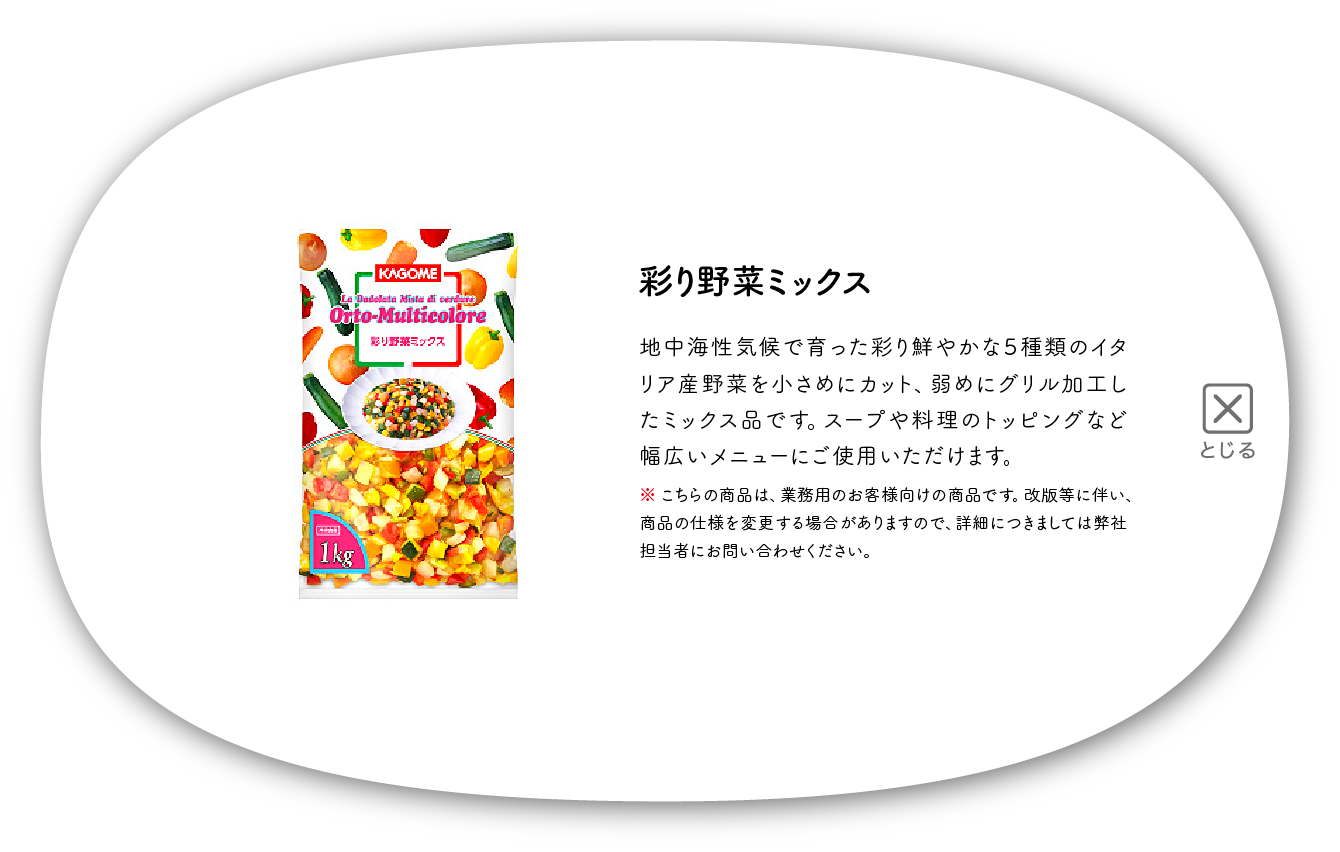 KAGOME
La Dadolata Mista di verdure
Orto-Multicolore
彩り野菜ミックス
1kg
彩り野菜ミックス
地中海性気候で育った彩り鮮やかな5種類のイタ
リア産野菜を小さめにカット、弱めにグリル加工し
たミックス品です。スープや料理のトッピングなど
幅広いメニューにご使用いただけます。
※ こちらの商品は、業務用のお客様向けの商品です。改版等に伴い、
商品の仕様を変更する場合がありますので、詳細につきましては弊社
担当者にお問い合わせください。
とじる